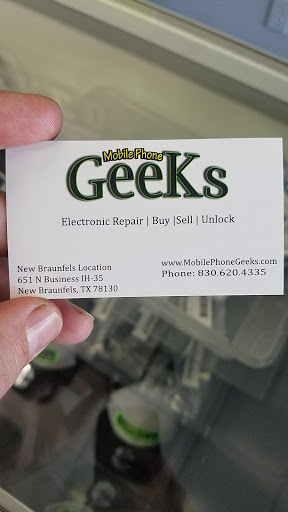 Mobile Phone
GeeKs
Electronic Repair | Buy |Sell | Unlock
New Braunfels Location
651 N Business IH-35
New Braunfels, TX 78130
www.MobilePhoneGeeks.com
Phone: 830.620.4335